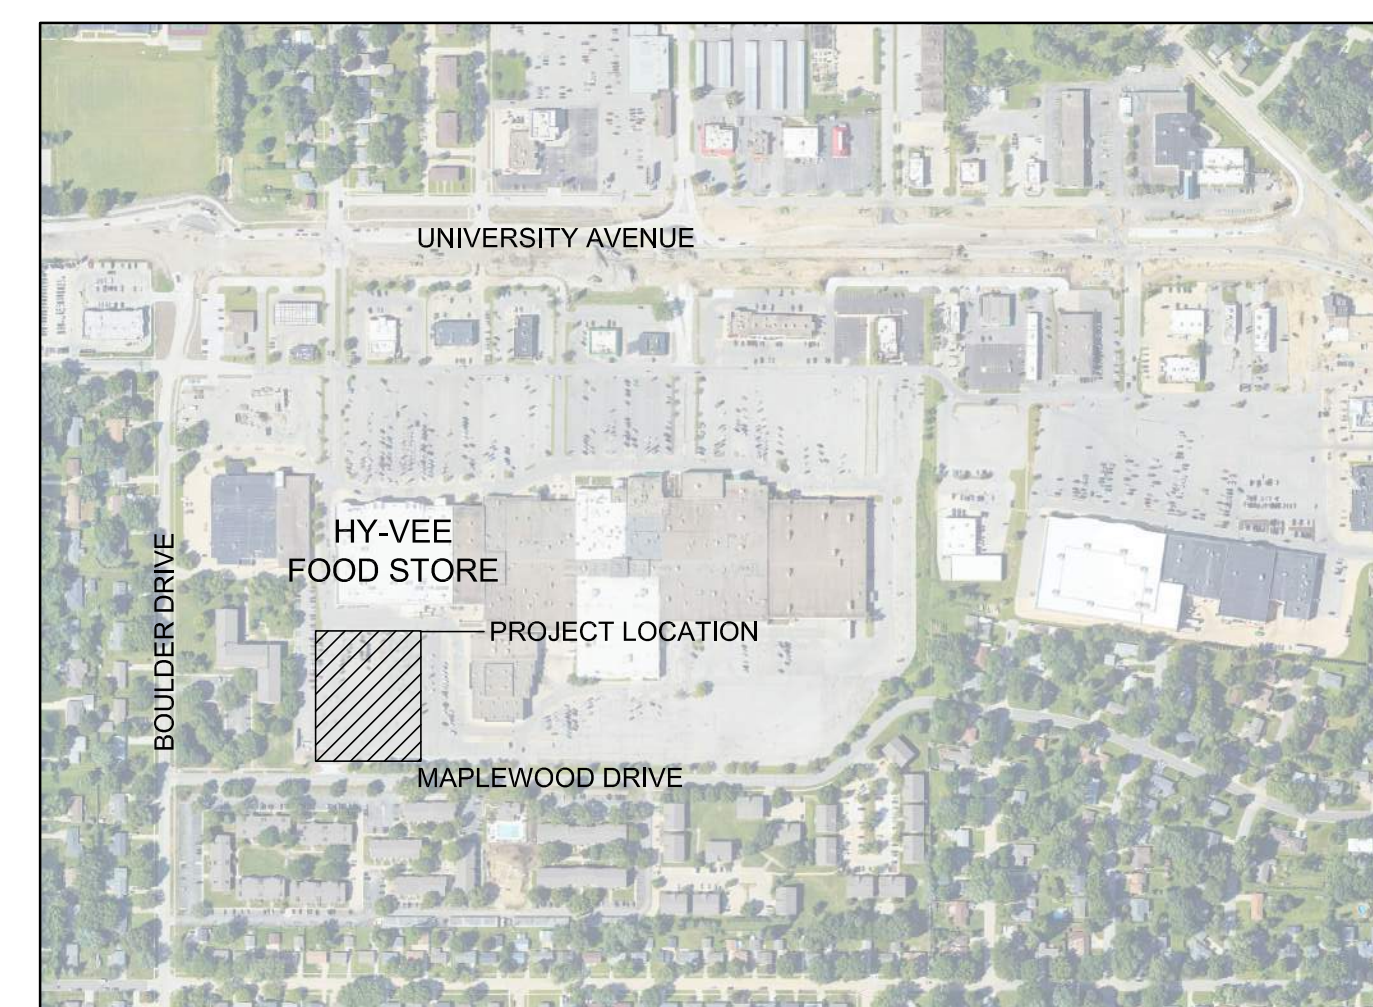 UNIVERSITY AVENUE
HY-VEE
FOOD STORE
BOULDER DRIVE
PROJECT LOCATION
MAPLEWOOD DRIVE